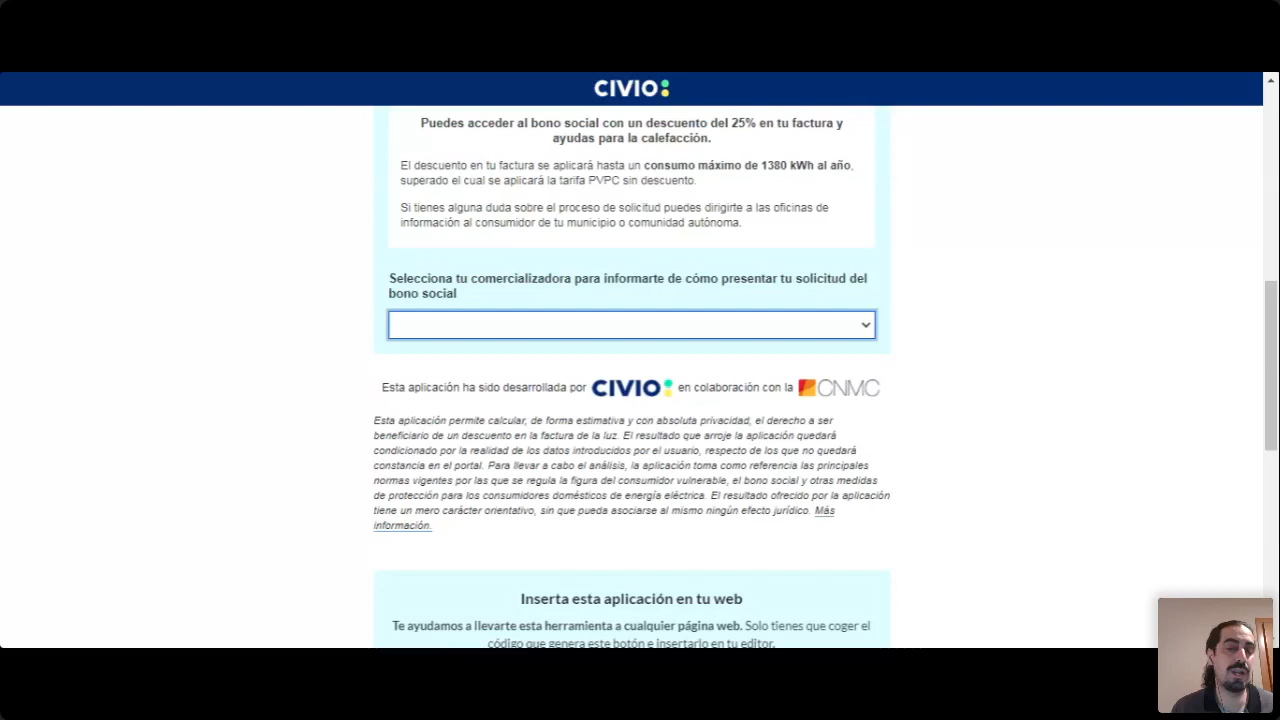 CIVIO
Puedes acceder al bono social con un descuento del 25% en tu factura y
ayudas para la calefacción.
El descuento en tu factura se aplicará hasta un consumo máximo de 1380 kWh al año,
superado el cual se aplicará la tarifa PVPC sin descuento.
Si tienes alguna duda sobre el proceso de solicitud puedes dirigirte a las oficinas de
información al consumidor de tu municipio o comunidad autónoma.
Selecciona tu comercializadora para informarte de cómo presentar tu solicitud del
bono social
Esta aplicación ha sido desarrollada por CIVIO en colaboración con la CNMC
Esta aplicación permite calcular, de forma estimativa y con absoluta privacidad, el derecho a ser
beneficiario de un descuento en la factura de la luz. El resultado que arroje la aplicación quedará
condicionado por la realidad de los datos introducidos por el usuario, respecto de los que no quedará
constancia en el portal. Para llevar a cabo el análisis, la aplicación toma como referencia las principales
normas vigentes por las que se regula la figura del consumidor vulnerable, el bono social y otras medidas
de protección para los consumidores domésticos de energía eléctrica. El resultado ofrecido por la aplicación
tiene un mero carácter orientativo, sin que pueda asociarse al mismo ningún efecto jurídico. Más
información.
Inserta esta aplicación en tu web
Te ayudamos a llevarte esta herramienta a cualquier página web. Solo tienes que coger el
código que genera este botón e insertarlo en tu editor.